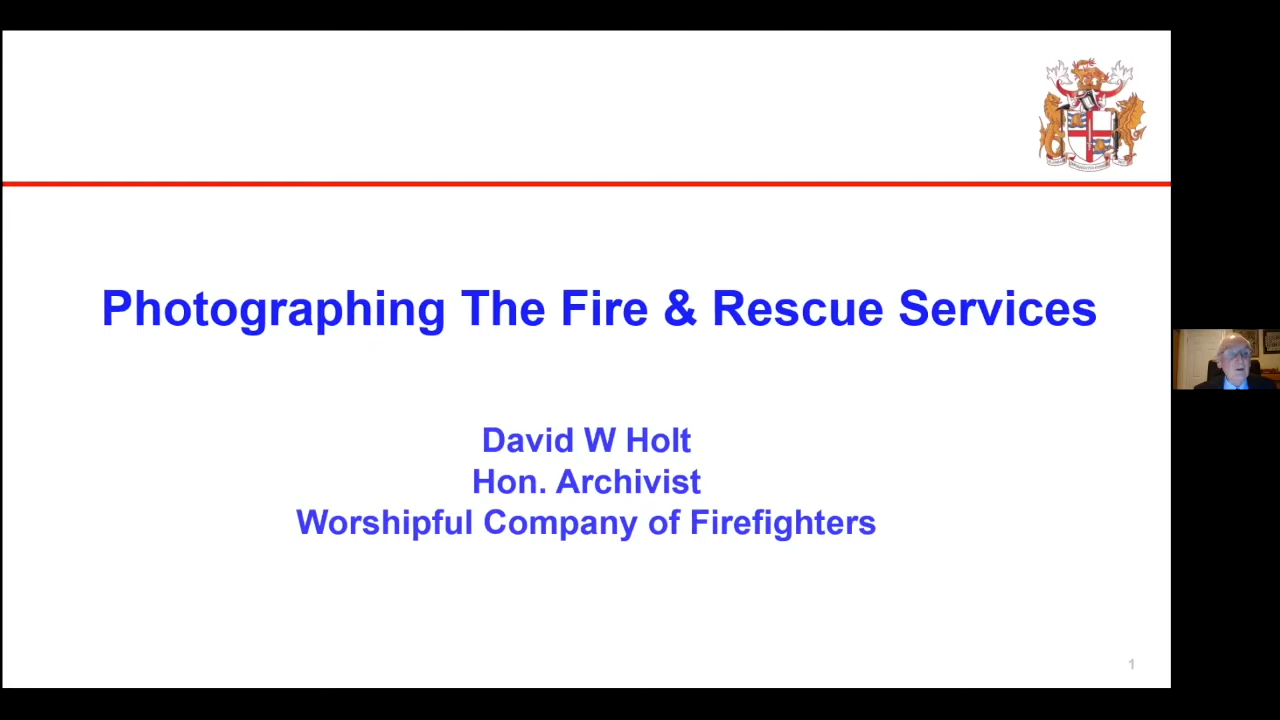 Photographing The Fire & Rescue Services
David W Holt
Hon. Archivist
Worshipful Company of Firefighters
1